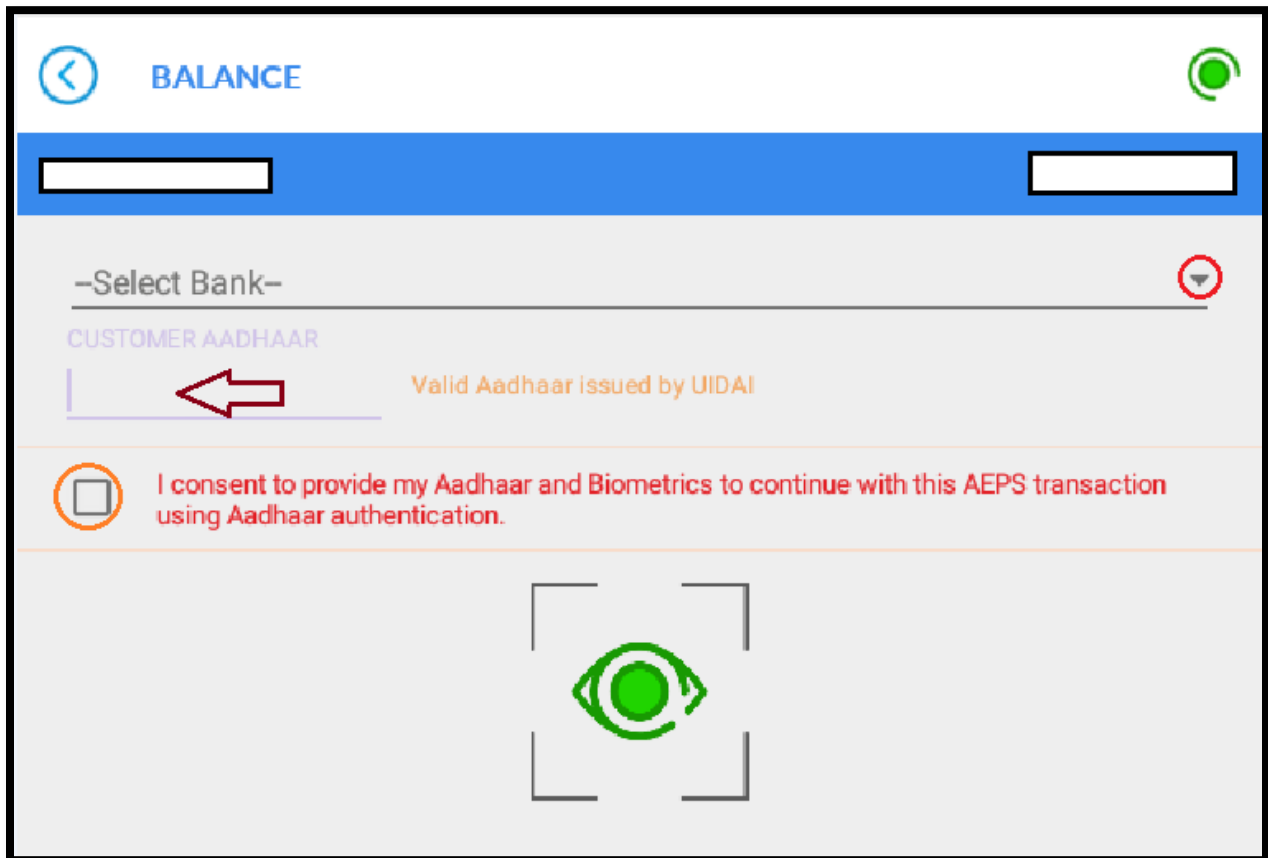 BALANCE
--Select Bank--
CUSTOMER AADHAAR
Valid Aadhaar issued by UIDAI
I consent to provide my Aadhaar and Biometrics to continue with this AEPS transaction
using Aadhaar authentication.